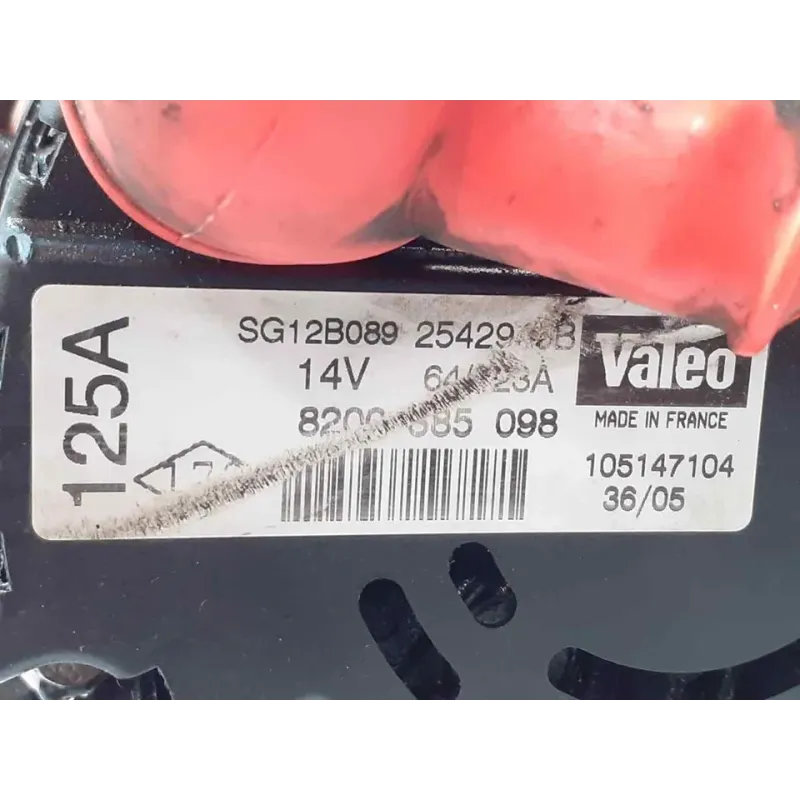 125A
SG12B089
14V
098
Valeo
MADE IN FRANCE
105147104
36/05